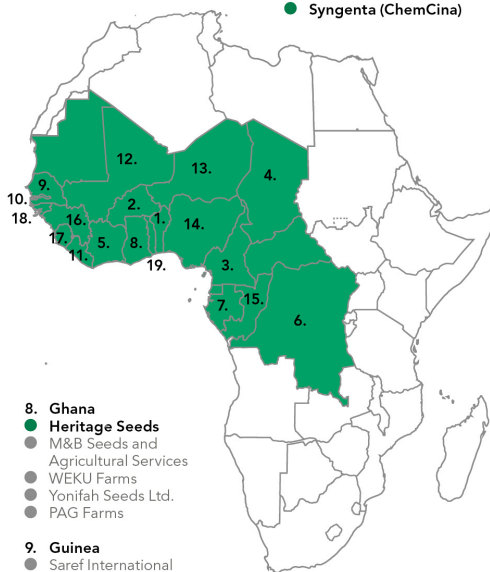 Syngenta (ChemCina)
12.
13.
4.
9.
10.
2.
18.
16.
1.
14.
17.
5.
8.
11.
19.
3.
7.
15.
6.
8. Ghana
Heritage Seeds
M&B Seeds and
Agricultural Services
WEKU Farms
Yonifah Seeds Ltd.
PAG Farms
9. Guinea
Saref International